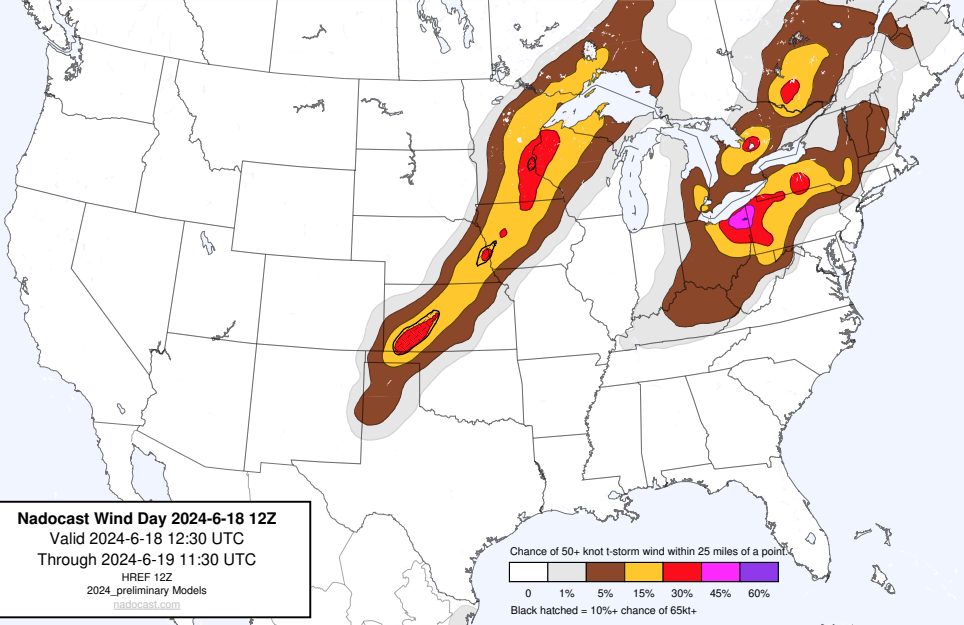 Nadocast Wind Day 2024-6-18 12Z
Valid 2024-6-18 12:30 UTC
Through 2024-6-19 11:30 UTC
HREF 12Z
2024_preliminary Models
nadocast.com
Chance of 50+ knot t-storm wind within 25 miles of a point.
0 1% 5% 15% 30% 45% 60%
Black hatched = 10%+ chance of 65kt+